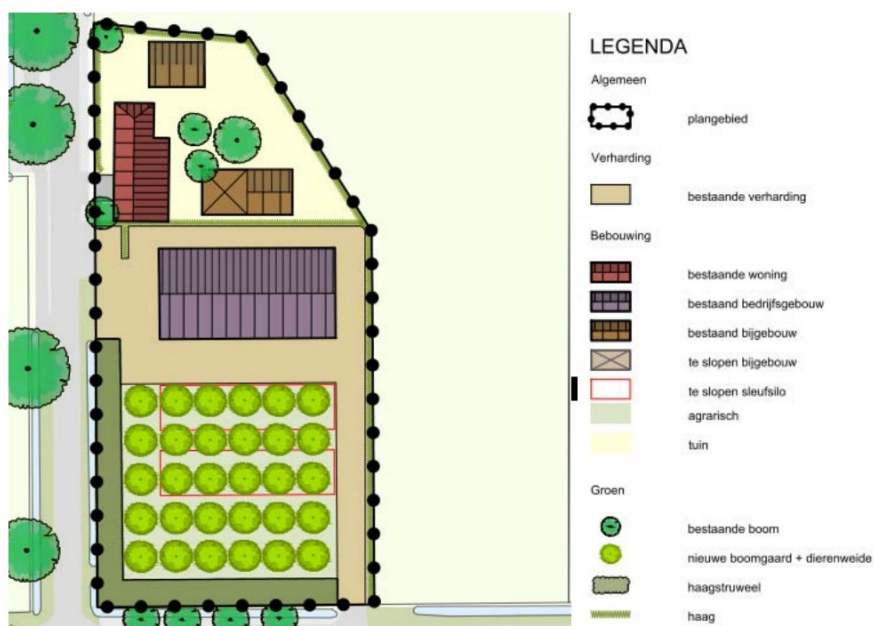 LEGENDA
Algemeen
plangebied
Verharding
bestaande verharding
Bebouwing
bestaande woning
bestaand bedrijfsgebouw
bestaand bijgebouw
te slopen bijgebouw
te slopen sleufsilo
agrarisch
tuin
Groen
bestaande boom
nieuwe boomgaard + dierenweide
haagstruweel
haag